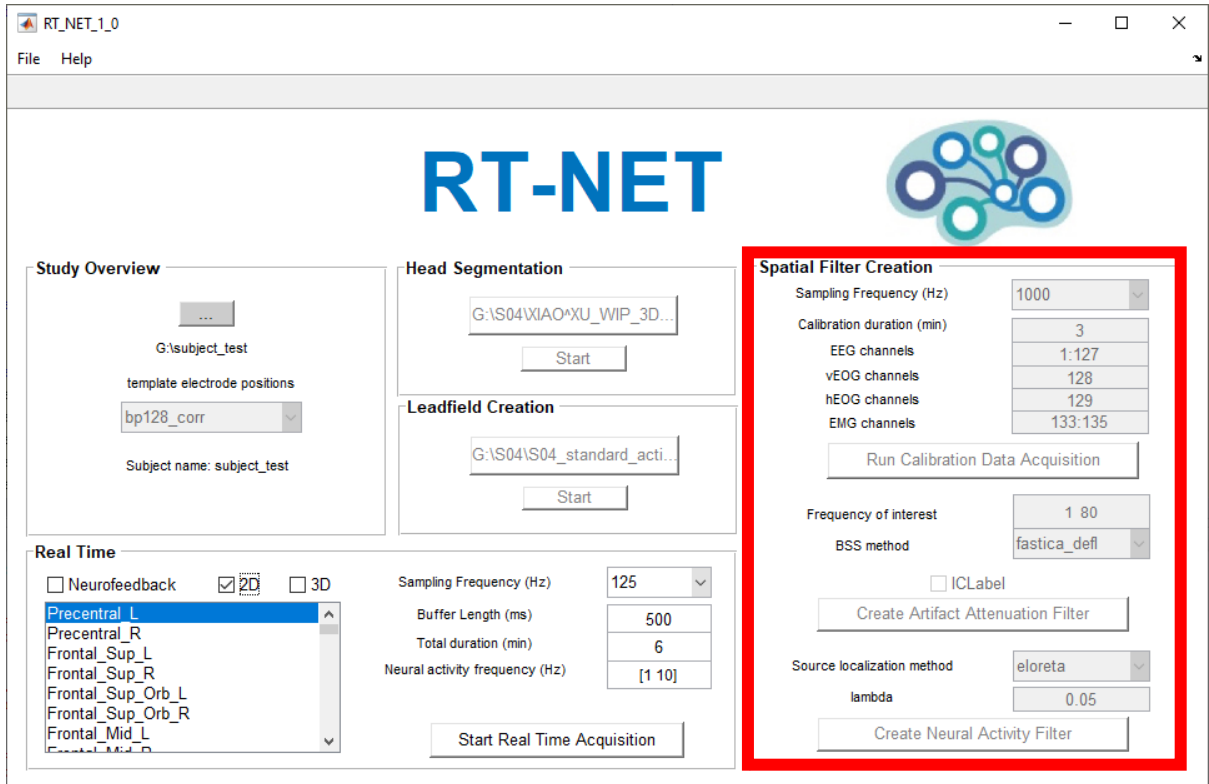 RT_NET_1_0
File Help
RT-NET
Study Overview
...
G:\subject_test
template electrode positions
bp128_corr
Subject name: subject_test
Head Segmentation
G:\S04\XIAO^XU_WIP_3D...
Start
Leadfield Creation
G:\S04\S04_standard_acti...
Start
Spatial Filter Creation
Sampling Frequency (Hz) 1000
Calibration duration (min) 3
EEG channels 1:127
vEOG channels 128
hEOG channels 129
EMG channels 133:135
Run Calibration Data Acquisition
Frequency of interest 1 80
BSS method fastica_defl
ICLabel
Create Artifact Attenuation Filter
Source localization method eloreta
lambda 0.05
Create Neural Activity Filter
Real Time
Neurofeedback 2D 3D
Precentral_L
Precentral_R
Frontal_Sup_L
Frontal_Sup_R
Frontal_Sup_Orb_L
Frontal_Sup_Orb_R
Frontal_Mid_L
Frontal_Mid_R
Sampling Frequency (Hz) 125
Buffer Length (ms) 500
Total duration (min) 6
Neural activity frequency (Hz) [1 10]
Start Real Time Acquisition